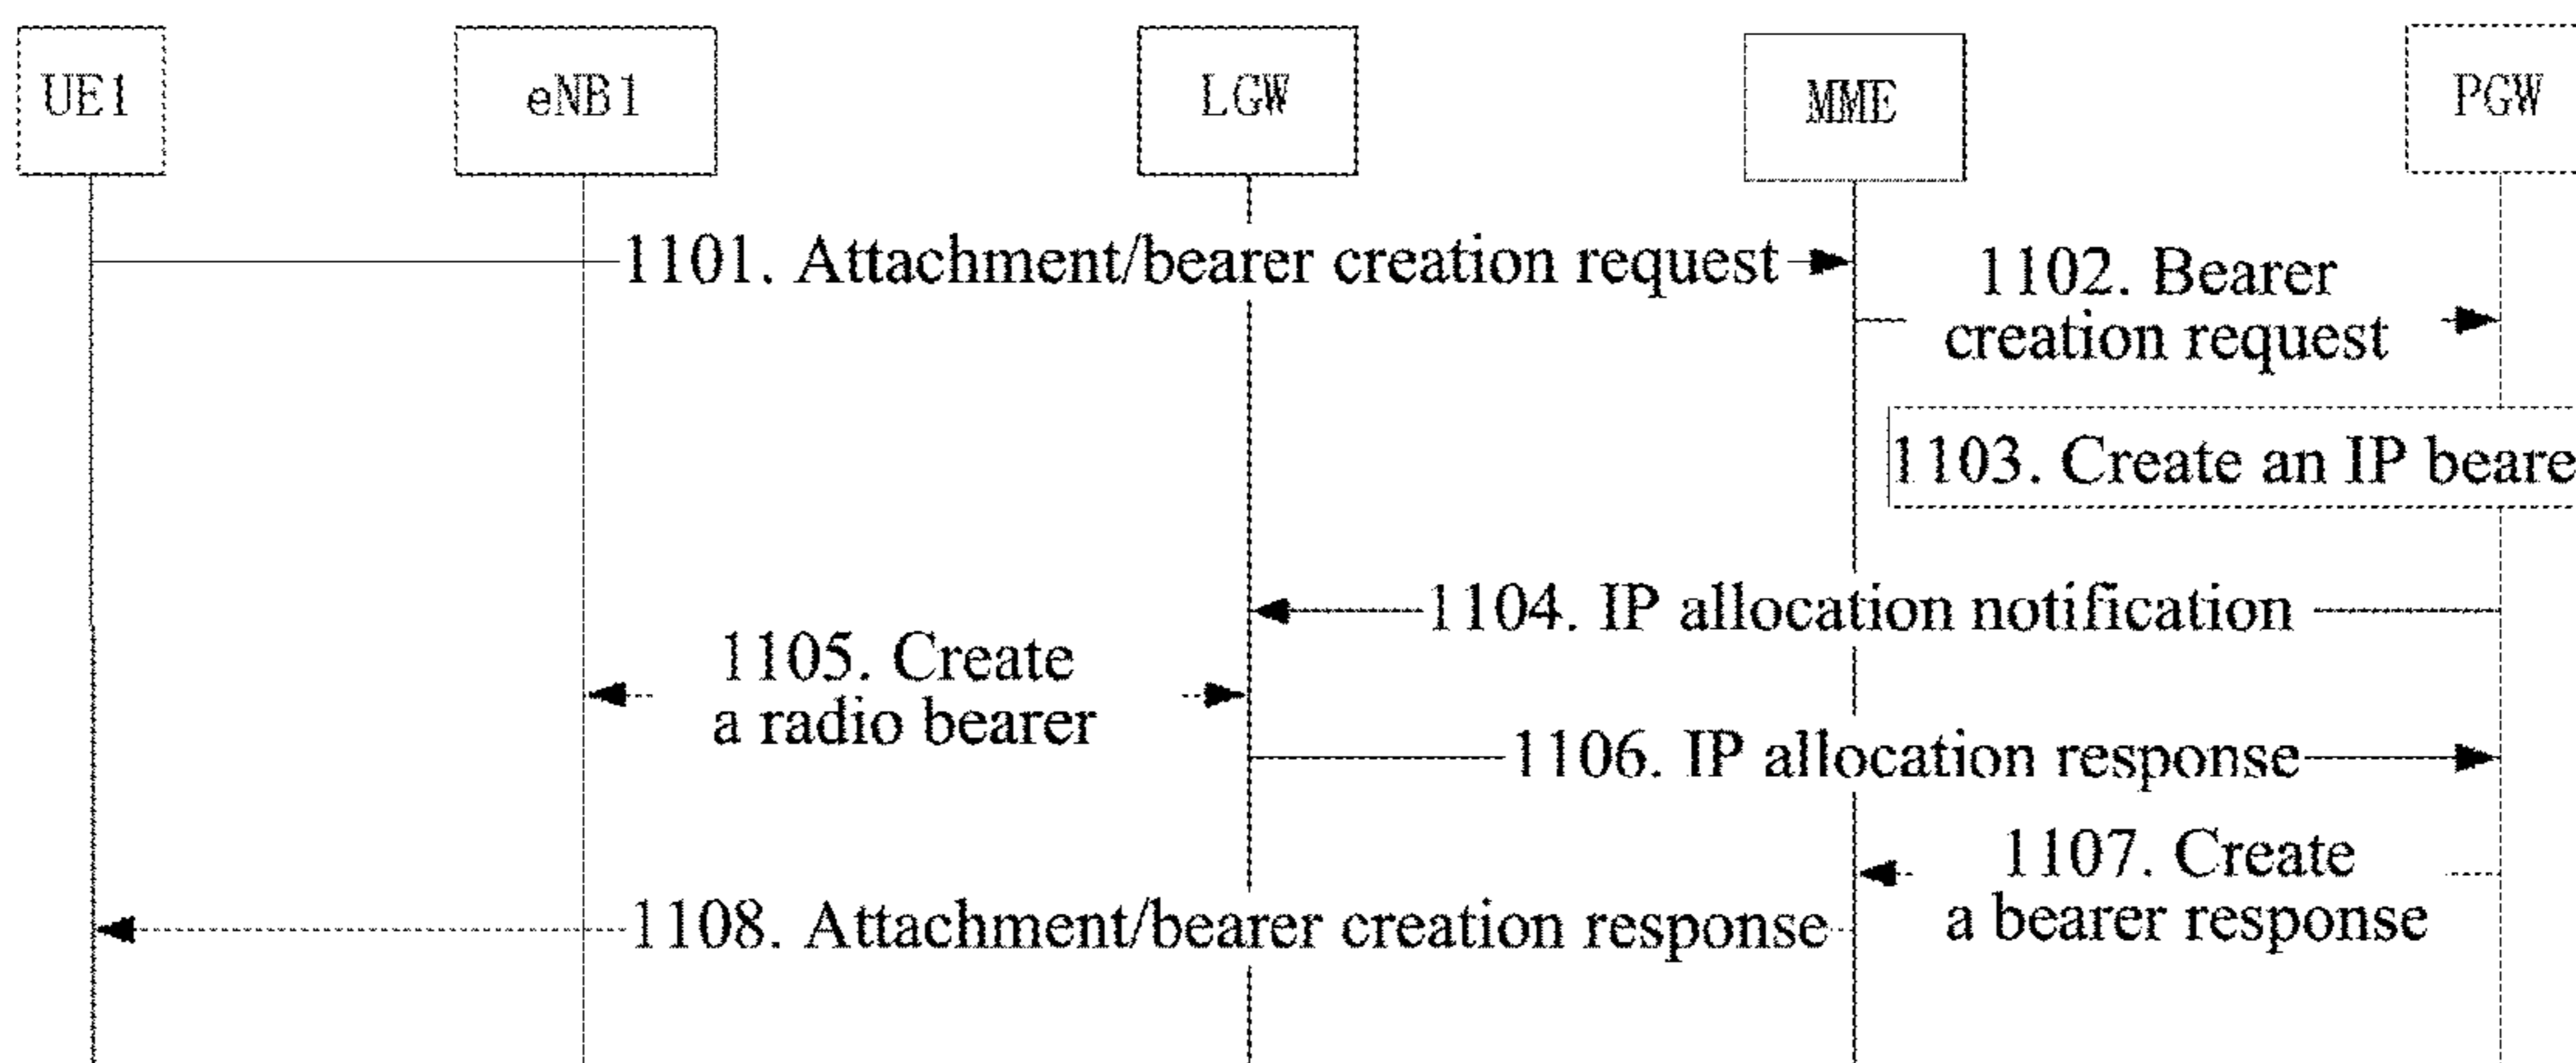 UE1
eNB1
LGW
MME
PGW
1101. Attachment/bearer creation request
1102. Bearer
creation request
1103. Create an IP beare
1104. IP allocation notification
1105. Create
a radio bearer
1106. IP allocation response
1107. Create
a bearer response
1108. Attachment/bearer creation response